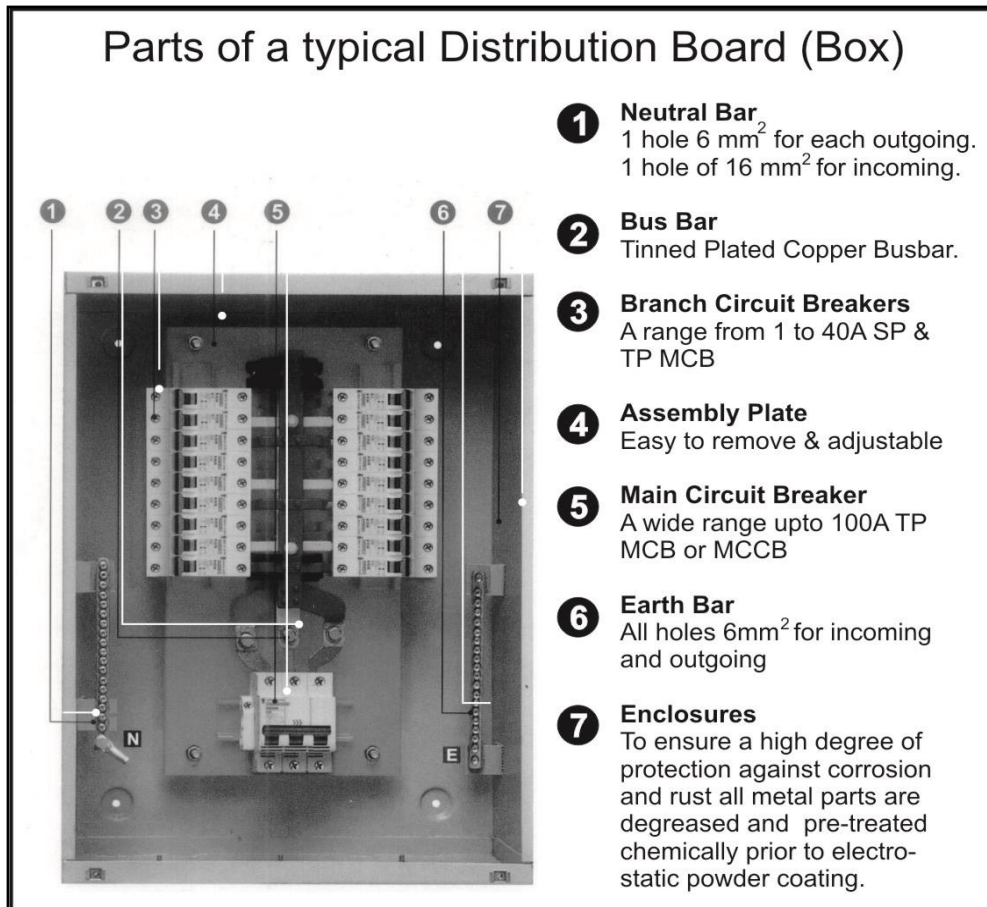 Parts of a typical Distribution Board (Box)
1 2 3 4 5 6 7
N
E
1 Neutral Bar
1 hole 6 mm² for each outgoing.
1 hole of 16 mm² for incoming.
2 Bus Bar
Tinned Plated Copper Busbar.
3 Branch Circuit Breakers
A range from 1 to 40A SP &
TP MCB
4 Assembly Plate
Easy to remove & adjustable
5 Main Circuit Breaker
A wide range upto 100A TP
MCB or MCCB
6 Earth Bar
All holes 6mm² for incoming
and outgoing
7 Enclosures
To ensure a high degree of
protection against corrosion
and rust all metal parts are
degreased and pre-treated
chemically prior to electro-
static powder coating.